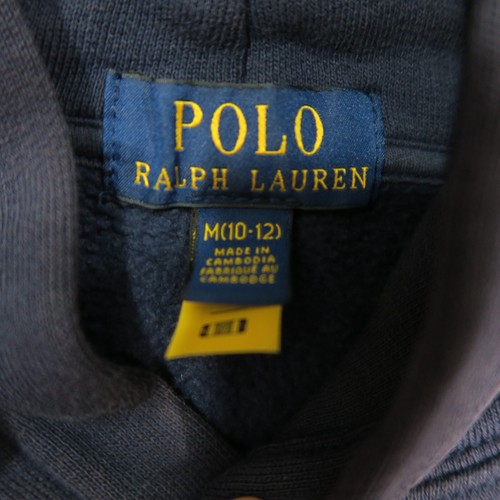 POLO
RALPH LAUREN
M(10-12)
MADE IN
CAMBODIA
FABRIQUÉ AU
CAMBODGE